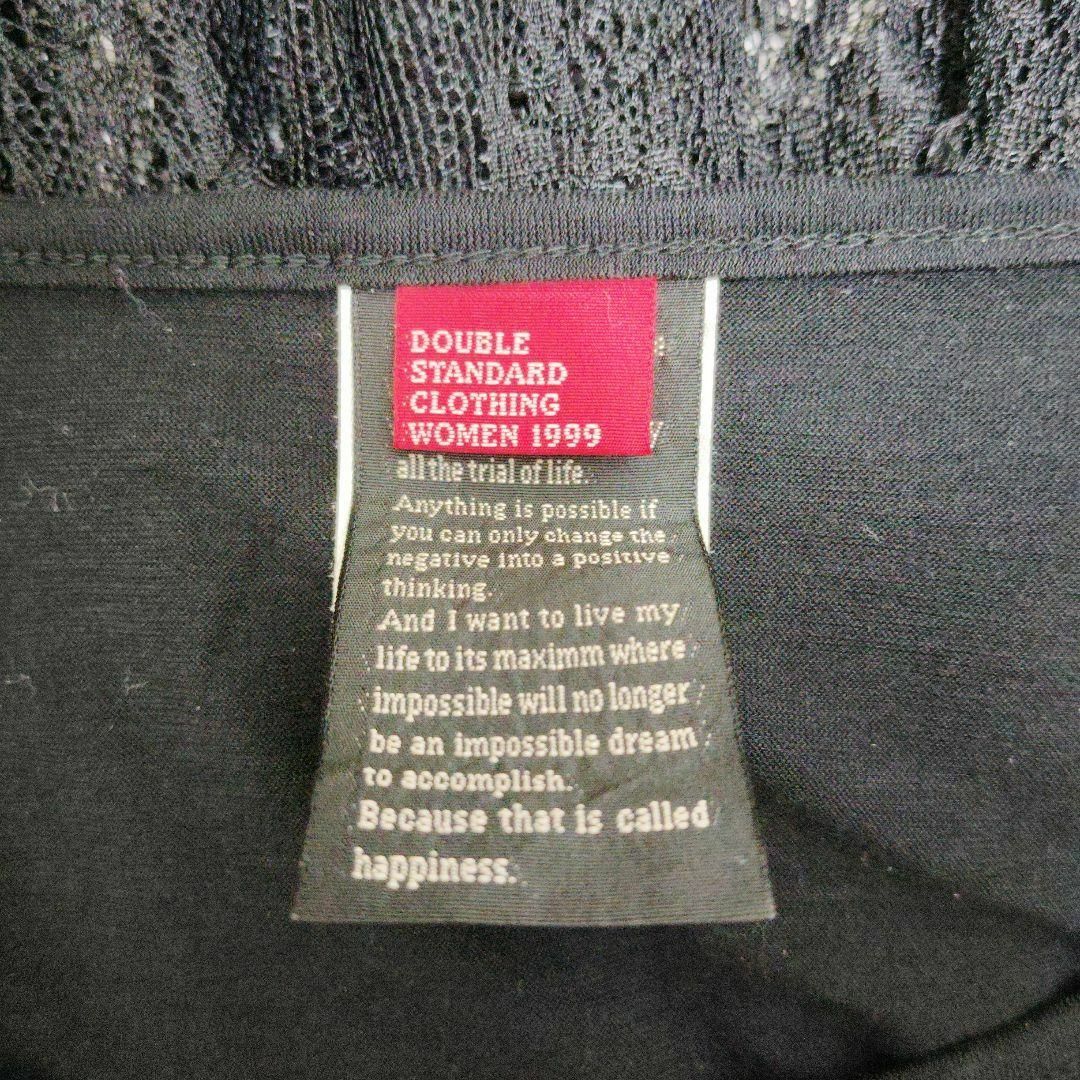 DOUBLE
STANDARD
CLOTHING
WOMEN 1999
all the trial of life.
Anything is possible if
you can only change the
negative into a positive
thinking.
And I want to live my
life to its maximm where
impossible will no longer
be an impossible dream
to accomplish.
Because that is called
happiness.